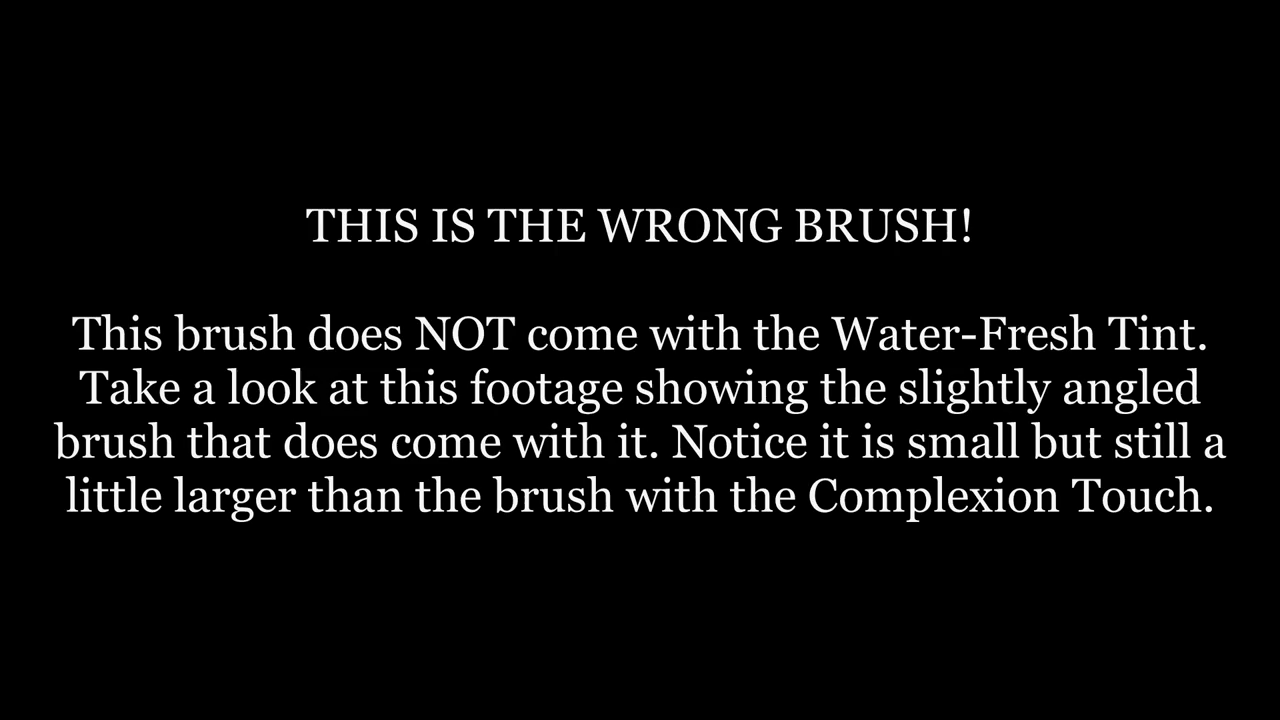 THIS IS THE WRONG BRUSH!
This brush does NOT come with the Water-Fresh Tint.
Take a look at this footage showing the slightly angled
brush that does come with it. Notice it is small but still a
little larger than the brush with the Complexion Touch.